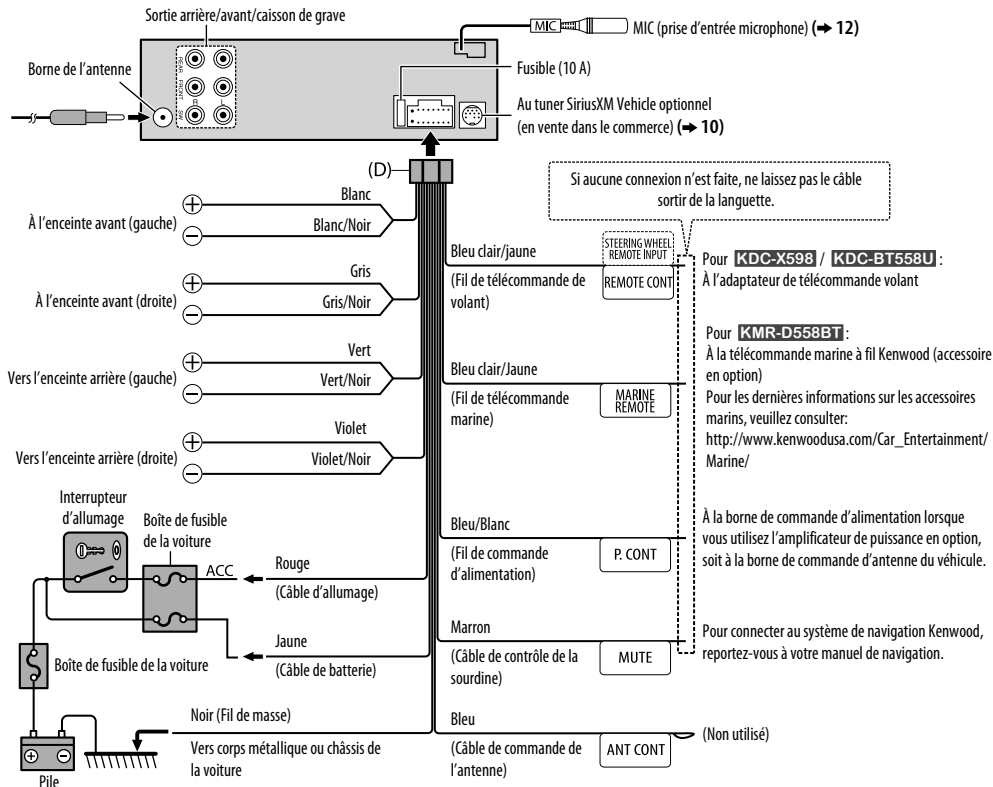 Sortie arrière/avant/caisson de grave
MIC
MIC (prise d'entrée microphone) (➜ 12)
Borne de l'antenne
REAR
FRONT
SW
R
L
Fusible (10 A)
Au tuner SiriusXM Vehicle optionnel
(en vente dans le commerce) (➜ 10)
(D)
Si aucune connexion n'est faite, ne laissez pas le câble
sortir de la languette.
À l'enceinte avant (gauche)
Blanc
Blanc/Noir
À l'enceinte avant (droite)
Gris
Gris/Noir
Vers l'enceinte arrière (gauche)
Vert
Vert/Noir
Vers l'enceinte arrière (droite)
Violet
Violet/Noir
Bleu clair/jaune
(Fil de télécommande de
volant)
STEERING WHEEL
REMOTE INPUT
REMOTE CONT
Pour KDC-X598 / KDC-BT558U :
À l'adaptateur de télécommande volant
Bleu clair/Jaune
(Fil de télécommande
marine)
MARINE
REMOTE
Pour KMR-D558BT :
À la télécommande marine à fil Kenwood (accessoire
en option)
Pour les dernières informations sur les accessoires
marins, veuillez consulter:
http://www.kenwoodusa.com/Car_Entertainment/
Marine/
Interrupteur
d'allumage
Boîte de fusible
de la voiture
ACC
Rouge
(Câble d'allumage)
Jaune
(Câble de batterie)
Boîte de fusible de la voiture
Noir (Fil de masse)
Vers corps métallique ou châssis de
la voiture
Pile
Bleu/Blanc
(Fil de commande
d'alimentation)
P. CONT
À la borne de commande d'alimentation lorsque
vous utilisez l'amplificateur de puissance en option,
soit à la borne de commande d'antenne du véhicule.
Marron
(Câble de contrôle de la
sourdine)
MUTE
Pour connecter au système de navigation Kenwood,
reportez-vous à votre manuel de navigation.
Bleu
(Câble de commande de
l'antenne)
ANT CONT
(Non utilisé)